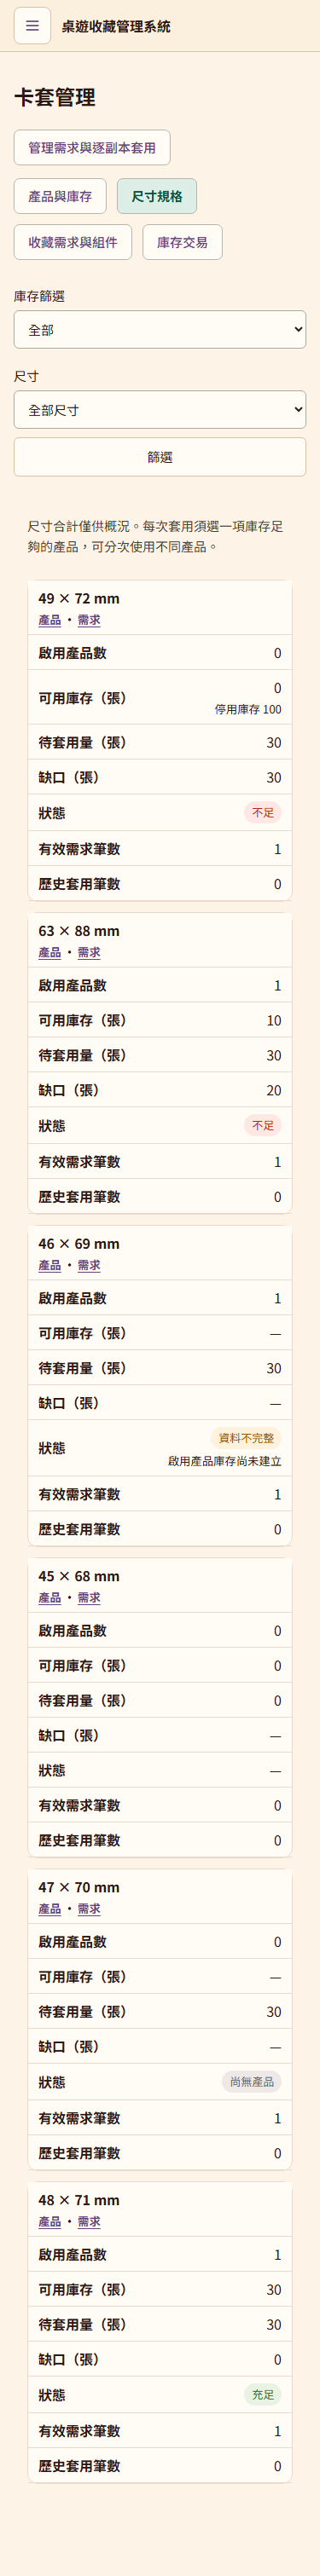 桌遊收藏管理系統
卡套管理
管理需求與逐副本套用
產品與庫存
尺寸規格
收藏需求與組件
庫存交易
庫存篩選
全部
尺寸
全部尺寸
篩選
尺寸合計僅供概況。每次套用須選一項庫存足
夠的產品，可分次使用不同產品。
49 × 72 mm
產品 • 需求
啟用產品數 0
可用庫存（張） 0
停用庫存 100
待套用量（張） 30
缺口（張） 30
狀態 不足
有效需求筆數 1
歷史套用筆數 0
63 × 88 mm
產品 • 需求
啟用產品數 1
可用庫存（張） 10
待套用量（張） 30
缺口（張） 20
狀態 不足
有效需求筆數 1
歷史套用筆數 0
46 × 69 mm
產品 • 需求
啟用產品數 1
可用庫存（張） —
待套用量（張） 30
缺口（張） —
狀態 資料不完整
啟用產品庫存尚未建立
有效需求筆數 1
歷史套用筆數 0
45 × 68 mm
產品 • 需求
啟用產品數 0
可用庫存（張） 0
待套用量（張） 0
缺口（張） —
狀態 —
有效需求筆數 0
歷史套用筆數 0
47 × 70 mm
產品 • 需求
啟用產品數 0
可用庫存（張） —
待套用量（張） 30
缺口（張） —
狀態 尚無產品
有效需求筆數 1
歷史套用筆數 0
48 × 71 mm
產品 • 需求
啟用產品數 1
可用庫存（張） 30
待套用量（張） 30
缺口（張） 0
狀態 充足
有效需求筆數 1
歷史套用筆數 0